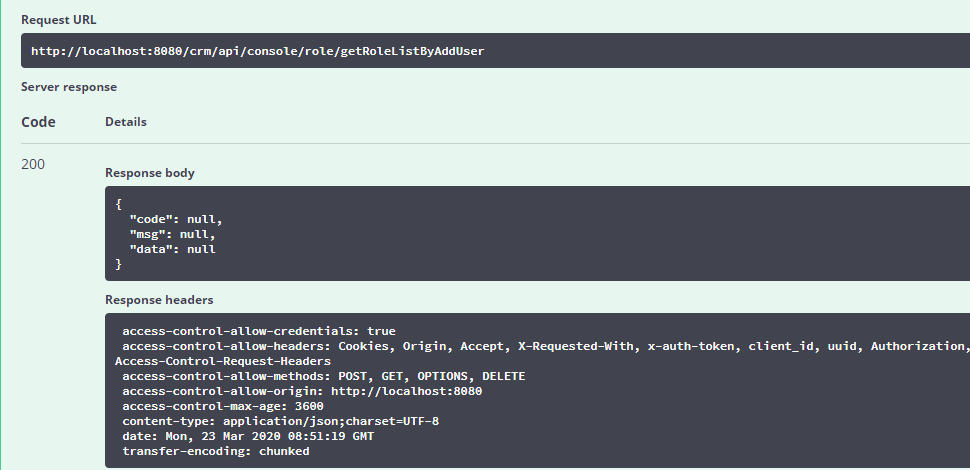 Request URL
http://localhost:8080/crm/api/console/role/getRoleListByAddUser
Server response
Code Details
200
Response body
{
  "code": null,
  "msg": null,
  "data": null
}
Response headers
access-control-allow-credentials: true
access-control-allow-headers: Cookies, Origin, Accept, X-Requested-With, x-auth-token, client_id, uuid, Authorization,
Access-Control-Request-Headers
access-control-allow-methods: POST, GET, OPTIONS, DELETE
access-control-allow-origin: http://localhost:8080
access-control-max-age: 3600
content-type: application/json;charset=UTF-8
date: Mon, 23 Mar 2020 08:51:19 GMT
transfer-encoding: chunked